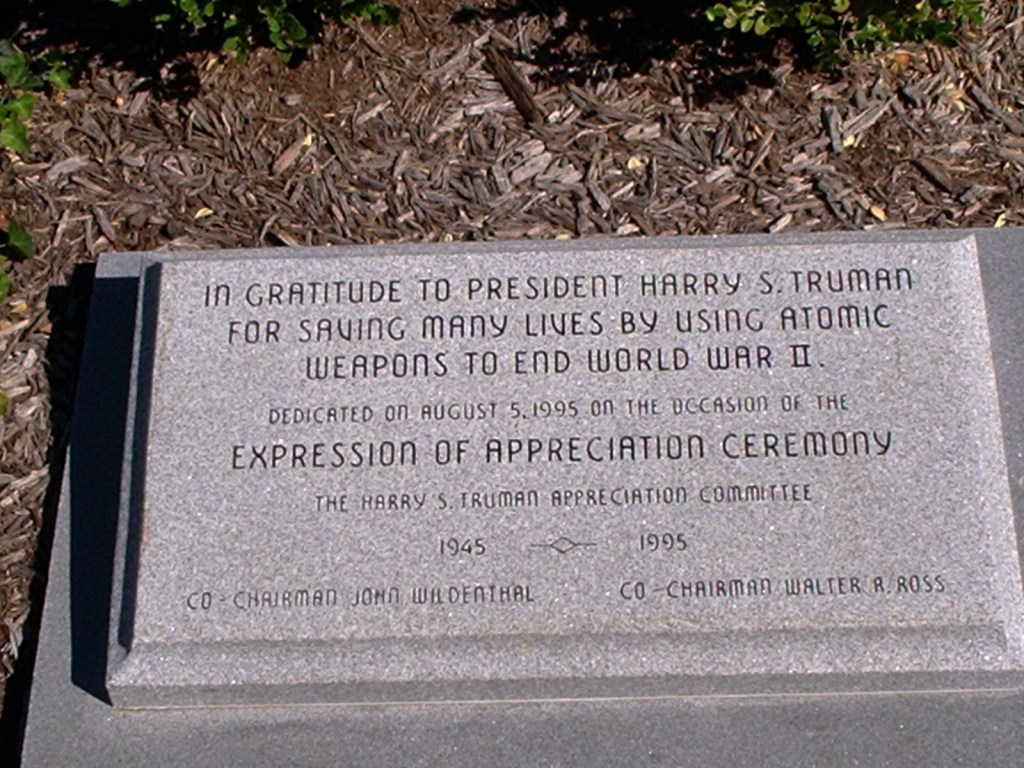 IN GRATITUDE TO PRESIDENT HARRY S. TRUMAN
FOR SAVING MANY LIVES BY USING ATOMIC
WEAPONS TO END WORLD WAR II.
DEDICATED ON AUGUST 5, 1995 ON THE OCCASION OF THE
EXPRESSION OF APPRECIATION CEREMONY
THE HARRY S. TRUMAN APPRECIATION COMMITTEE
1945 1995
CO-CHAIRMAN JOHN WILDENTHAL CO-CHAIRMAN WALTER R. ROSS